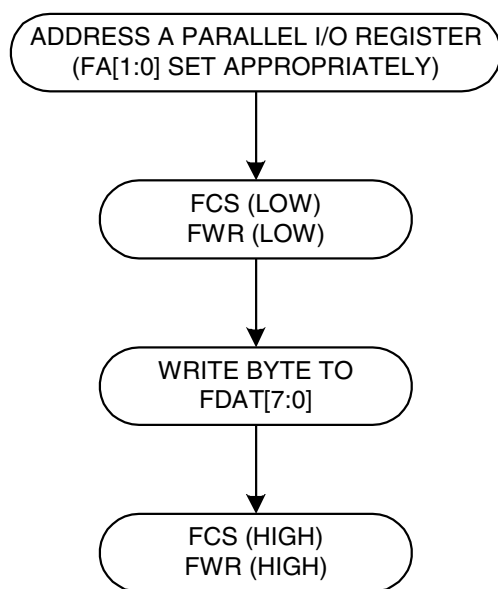 ADDRESS A PARALLEL I/O REGISTER
(FA[1:0] SET APPROPRIATELY)
FCS (LOW)
FWR (LOW)
WRITE BYTE TO
FDAT[7:0]
FCS (HIGH)
FWR (HIGH)